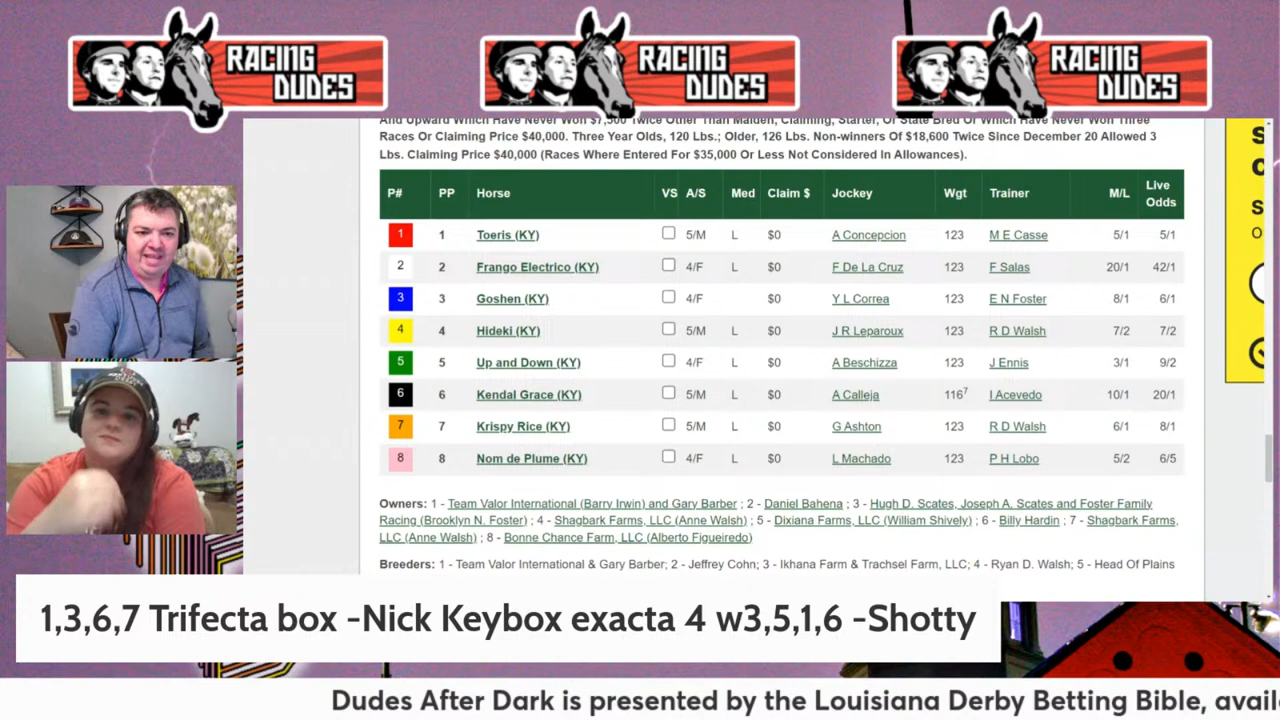 RACING
DUDES
RACING
DUDES
RACING
DUDES
And Upward Which Have Never Won $7,500 Twice Other Than Maiden, Claiming, Starter, Or State Bred Or Which Have Never Won Three
Races Or Claiming Price $40,000. Three Year Olds, 120 Lbs.; Older, 126 Lbs. Non-winners Of $18,600 Twice Since December 20 Allowed 3
Lbs. Claiming Price $40,000 (Races Where Entered For $35,000 Or Less Not Considered In Allowances).
P# PP Horse VS A/S Med Claim $ Jockey Wgt Trainer M/L Live Odds
1 1 Toeris (KY) 5/M L $0 A Concepcion 123 M E Casse 5/1 5/1
2 2 Frango Electrico (KY) 4/F L $0 F De La Cruz 123 F Salas 20/1 42/1
3 3 Goshen (KY) 4/F $0 Y L Correa 123 E N Foster 8/1 6/1
4 4 Hideki (KY) 5/M L $0 J R Leparoux 123 R D Walsh 7/2 7/2
5 5 Up and Down (KY) 4/F L $0 A Beschizza 123 J Ennis 3/1 9/2
6 6 Kendal Grace (KY) 5/M L $0 A Calleja 116⁷ I Acevedo 10/1 20/1
7 7 Krispy Rice (KY) 5/M L $0 G Ashton 123 R D Walsh 6/1 8/1
8 8 Nom de Plume (KY) 4/F L $0 L Machado 123 P H Lobo 5/2 6/5
Owners: 1 - Team Valor International (Barry Irwin) and Gary Barber ; 2 - Daniel Bahena ; 3 - Hugh D. Scates, Joseph A. Scates and Foster Family
Racing (Brooklyn N. Foster) ; 4 - Shagbark Farms, LLC (Anne Walsh) ; 5 - Dixiana Farms, LLC (William Shively) ; 6 - Billy Hardin ; 7 - Shagbark Farms,
LLC (Anne Walsh) ; 8 - Bonne Chance Farm, LLC (Alberto Figueiredo)
Breeders: 1 - Team Valor International & Gary Barber; 2 - Jeffrey Cohn; 3 - Ikhana Farm & Trachsel Farm, LLC; 4 - Ryan D. Walsh; 5 - Head Of Plains
1,3,6,7 Trifecta box -Nick Keybox exacta 4 w3,5,1,6 -Shotty
Dudes After Dark is presented by the Louisiana Derby Betting Bible, avail